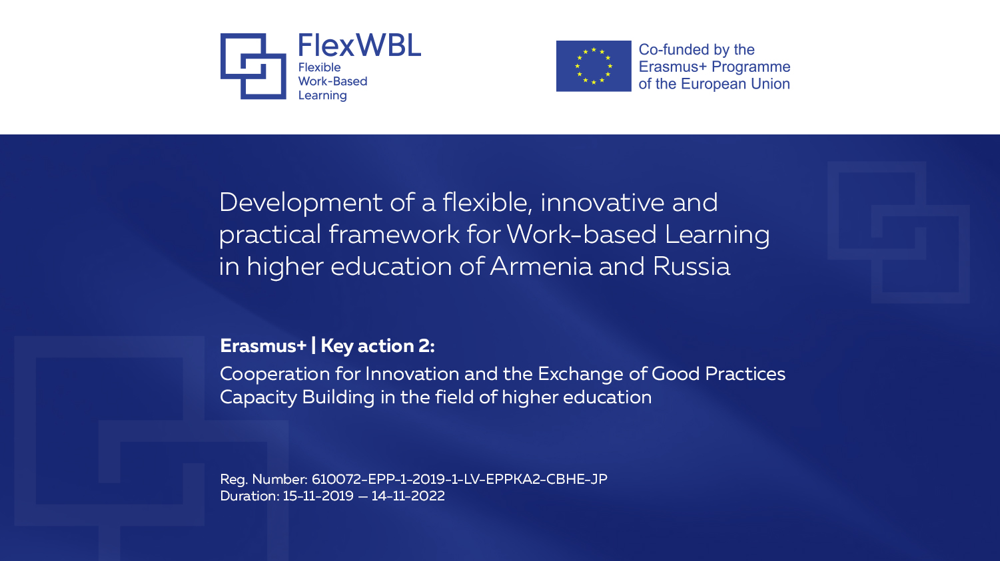 FlexWBL
Flexible
Work-Based
Learning
Co-funded by the
Erasmus+ Programme
of the European Union
Development of a flexible, innovative and
practical framework for Work-based Learning
in higher education of Armenia and Russia
Erasmus+ | Key action 2:
Cooperation for Innovation and the Exchange of Good Practices
Capacity Building in the field of higher education
Reg. Number: 610072-EPP-1-2019-1-LV-EPPKA2-CBHE-JP
Duration: 15-11-2019 — 14-11-2022